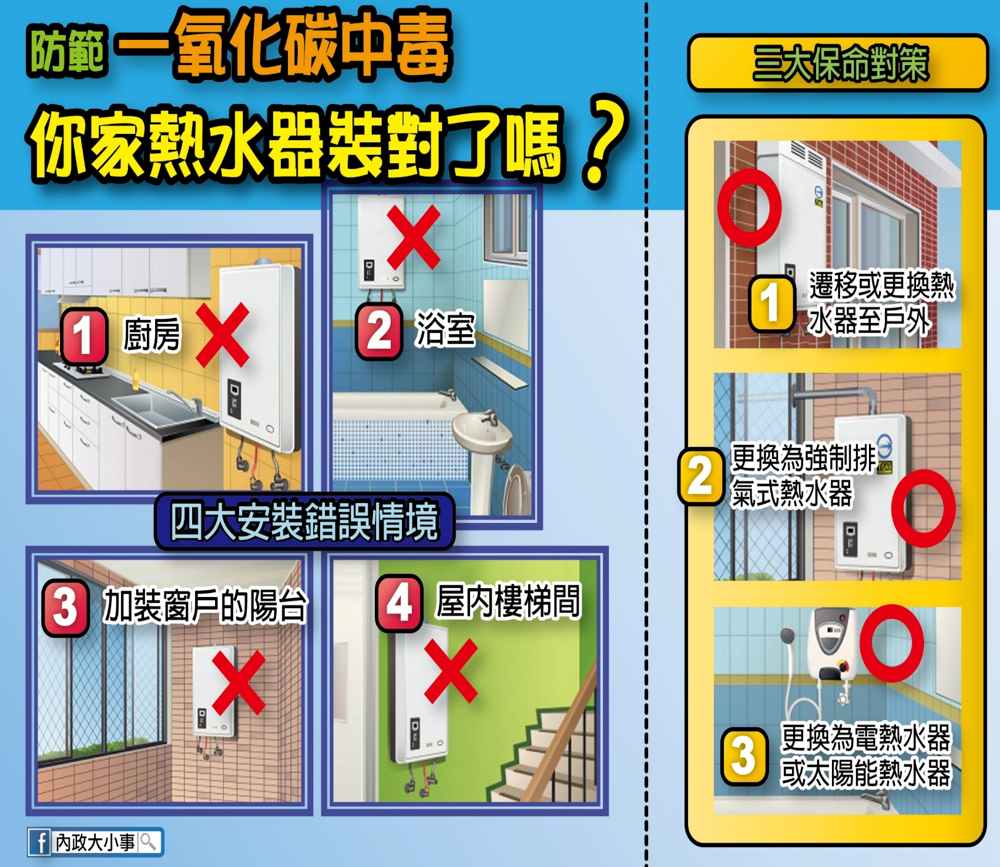 防範一氧化碳中毒
你家熱水器裝對了嗎？
1 廚房
2 浴室
四大安裝錯誤情境
3 加裝窗戶的陽台
4 屋內樓梯間
f 內政大小事
三大保命對策
1 遷移或更換熱
水器至戶外
2 更換為強制排
氣式熱水器
3 更換為電熱水器
或太陽能熱水器